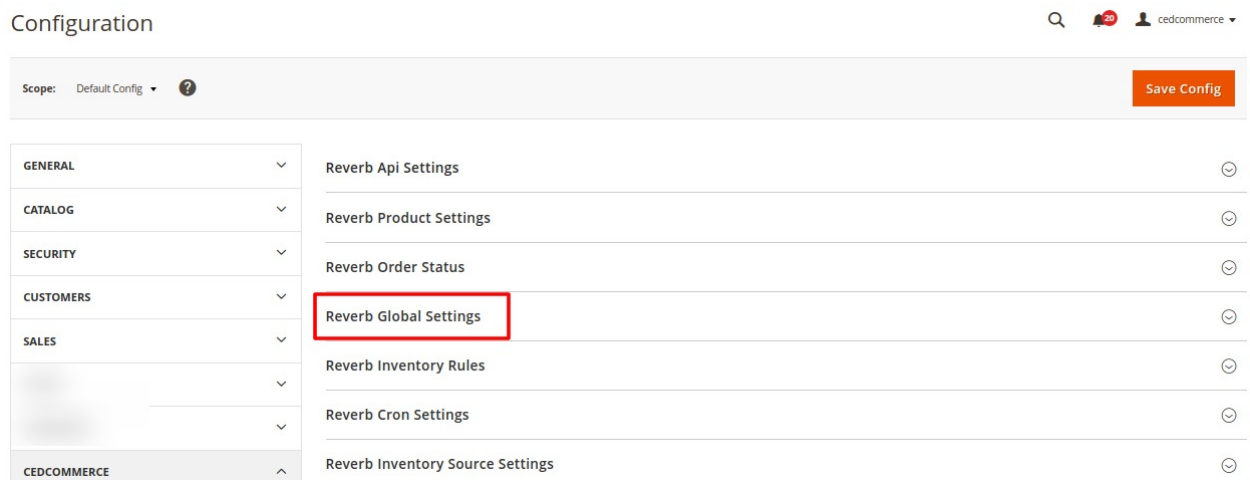 Configuration
20
cedcommerce
Scope: Default Config
?
Save Config
GENERAL
CATALOG
SECURITY
CUSTOMERS
SALES
CEDCOMMERCE
Reverb Api Settings
Reverb Product Settings
Reverb Order Status
Reverb Global Settings
Reverb Inventory Rules
Reverb Cron Settings
Reverb Inventory Source Settings